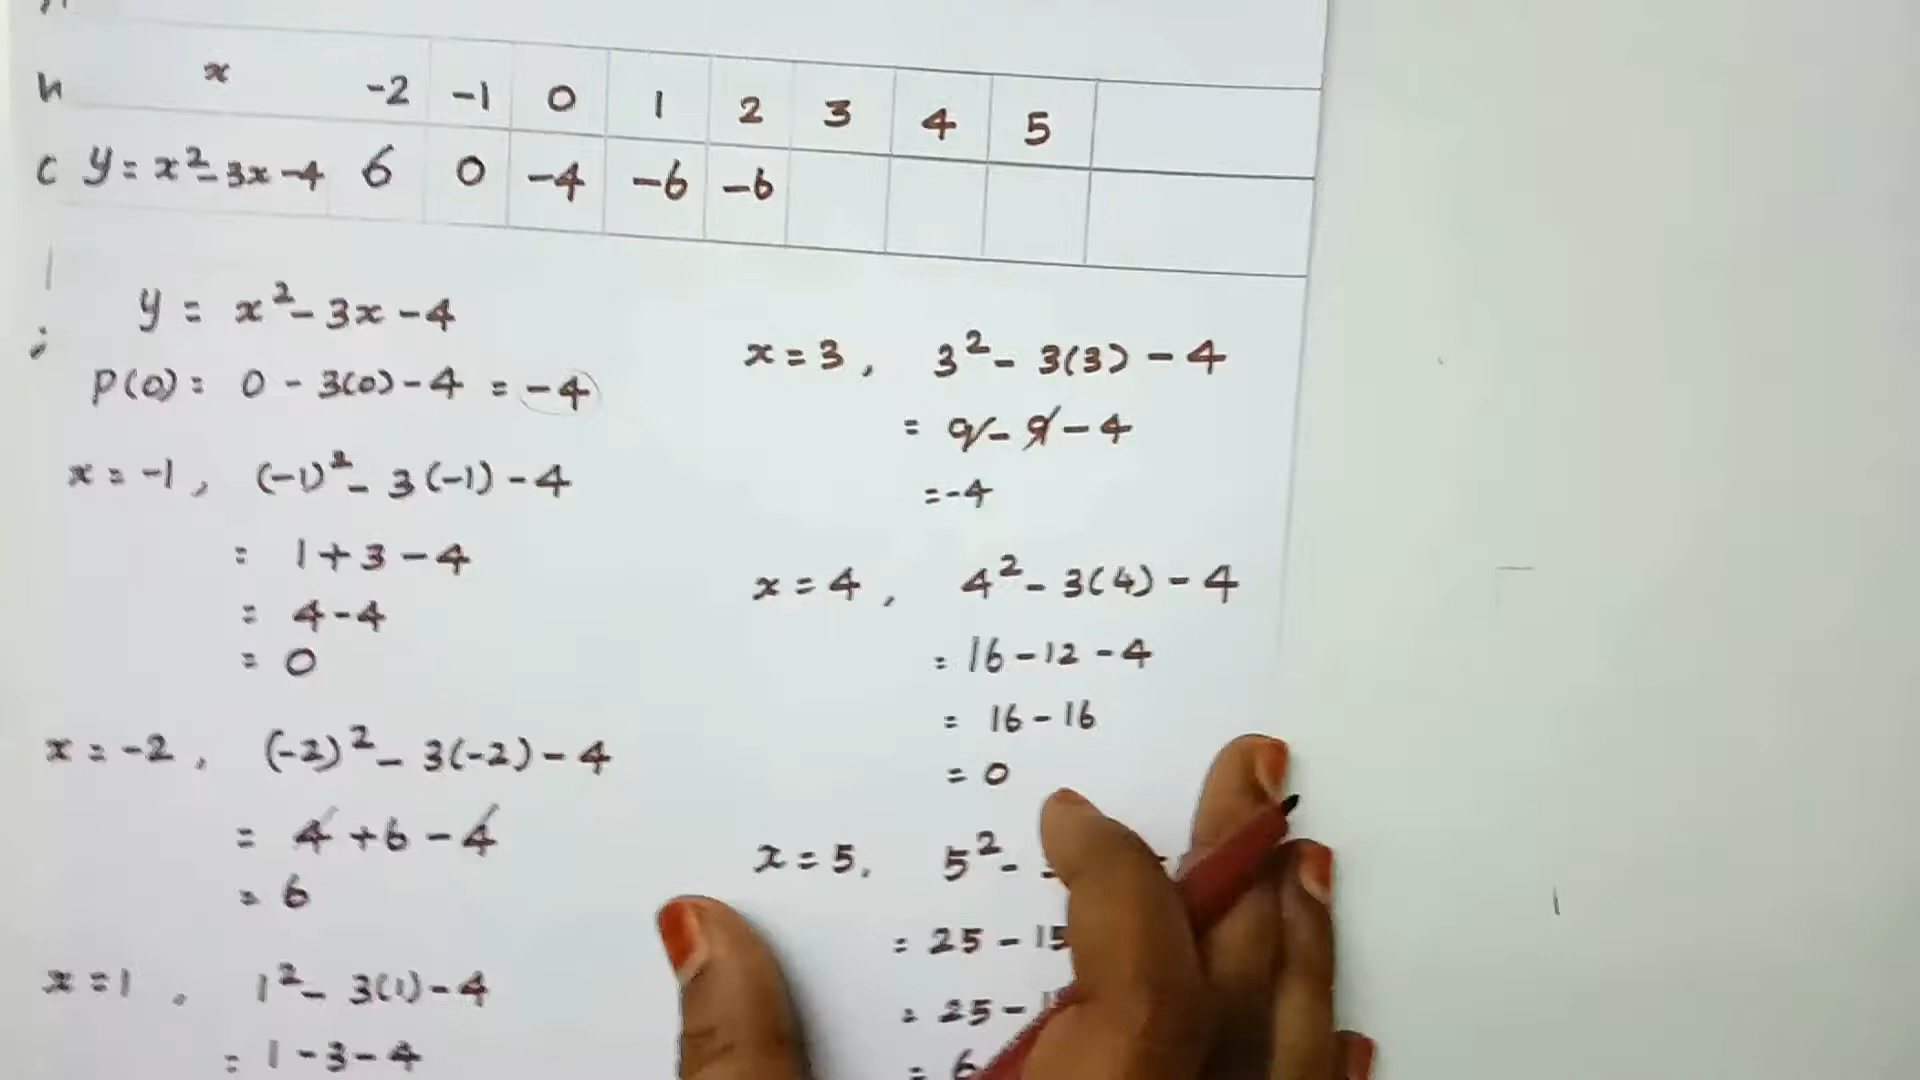 x -2 -1 0 1 2 3 4 5
y = x² - 3x - 4 6 0 -4 -6 -6
y = x² - 3x - 4
P(0) = 0 - 3(0) - 4 = -4
x = -1, (-1)² - 3(-1) - 4
= 1 + 3 - 4
= 4 - 4
= 0
x = -2, (-2)² - 3(-2) - 4
= 4 + 6 - 4
= 6
x = 1, 1² - 3(1) - 4
= 1 - 3 - 4
x = 3, 3² - 3(3) - 4
= 9 - 9 - 4
= -4
x = 4, 4² - 3(4) - 4
= 16 - 12 - 4
= 16 - 16
= 0
x = 5, 5² -
= 25 - 15
= 25 -
= 6